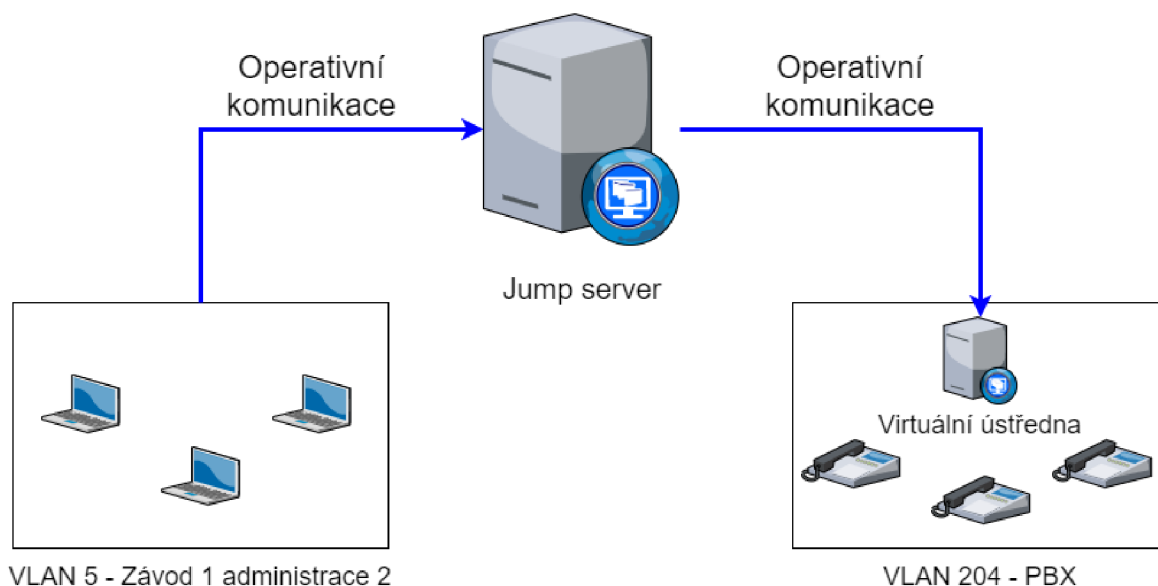 Operativní
komunikace
Operativní
komunikace
Jump server
Virtuální ústředna
VLAN 5 - Závod 1 administrace 2
VLAN 204 - PBX